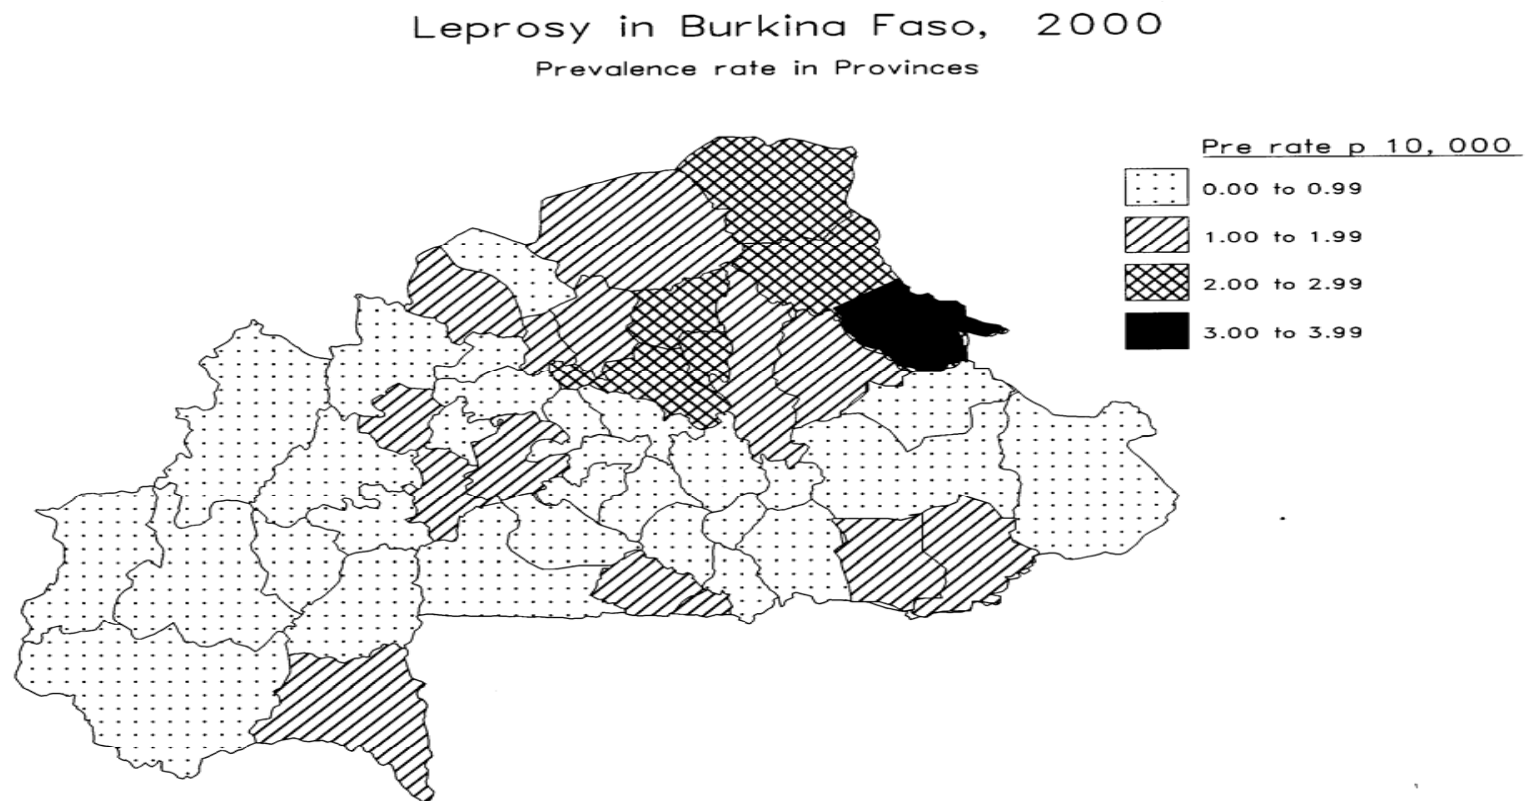 Leprosy in Burkina Faso, 2000
Prevalence rate in Provinces
Pre rate p 10,000
0.00 to 0.99
1.00 to 1.99
2.00 to 2.99
3.00 to 3.99